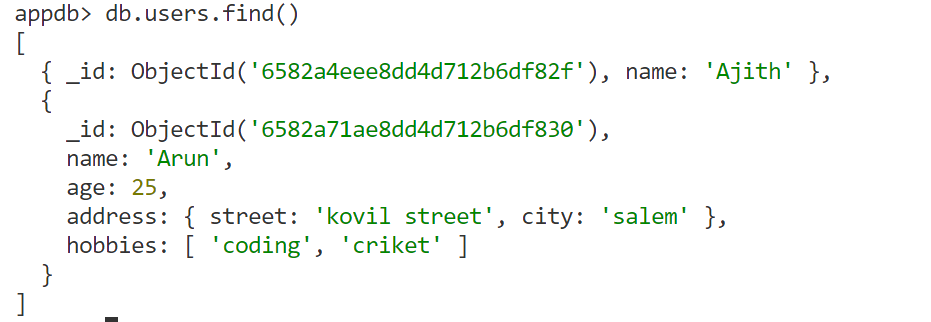 appdb> db.users.find()
[
  { _id: ObjectId('6582a4eee8dd4d712b6df82f'), name: 'Ajith' },
  {
    _id: ObjectId('6582a71ae8dd4d712b6df830'),
    name: 'Arun',
    age: 25,
    address: { street: 'kovil street', city: 'salem' },
    hobbies: [ 'coding', 'criket' ]
  }
]